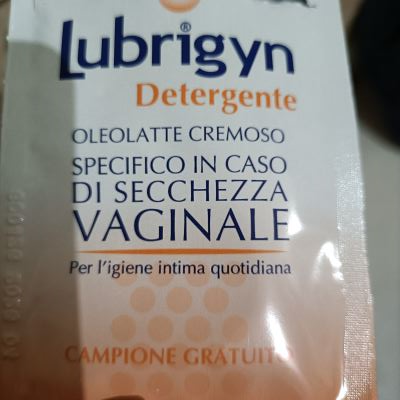 Lubrigyn®
Detergente
OLEOLATTE CREMOSO
SPECIFICO IN CASO
DI SECCHEZZA
VAGINALE
Per l'igiene intima quotidiana
CAMPIONE GRATUITO